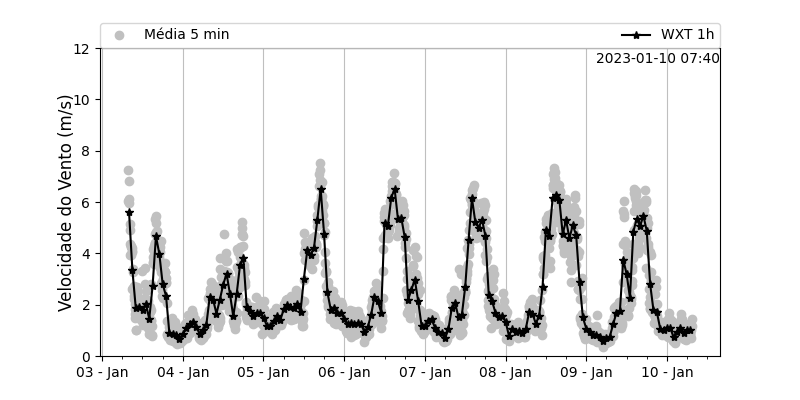 Média 5 min
WXT 1h
2023-01-10 07:40
Velocidade do Vento (m/s)
12
10
8
6
4
2
0
03 - Jan 04 - Jan 05 - Jan 06 - Jan 07 - Jan 08 - Jan 09 - Jan 10 - Jan